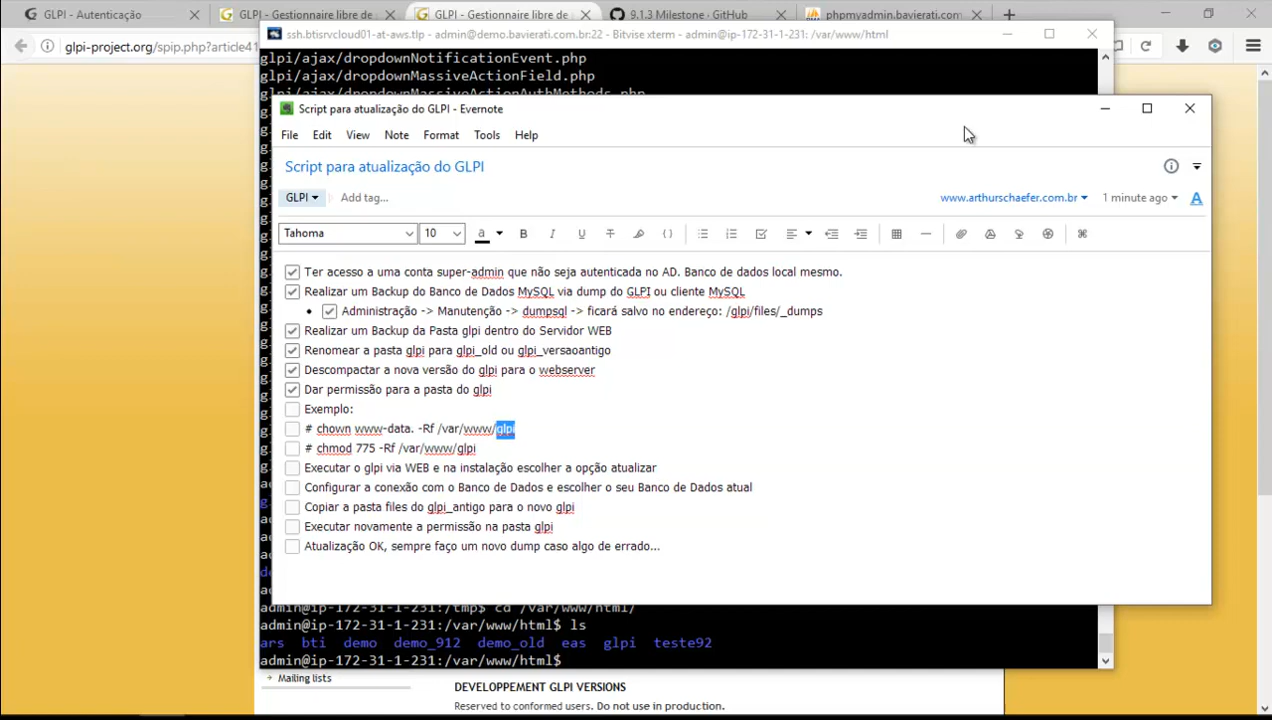 GLPI - Autenticação
GLPI - Gestionnaire libre de
GLPI - Gestionnaire libre de
9.1.3 Milestone · GitHub
phpmyadmin.bavierati.com
glpi-project.org/spip.php?article41
ssh.btisrvcloud01-at-aws.tlp - admin@demo.bavierati.com.br:22 - Bitvise xterm - admin@ip-172-31-1-231: /var/www/html
glpi/ajax/dropdownNotificationEvent.php
glpi/ajax/dropdownMassiveActionField.php
glpi/ajax/dropdownMassiveActionAuthMethods.php
Script para atualização do GLPI - Evernote
File Edit View Note Format Tools Help
Script para atualização do GLPI
GLPI Add tag... www.arthurschaefer.com.br 1 minute ago
Tahoma 10
Ter acesso a uma conta super-admin que não seja autenticada no AD. Banco de dados local mesmo.
Realizar um Backup do Banco de Dados MySQL via dump do GLPI ou cliente MySQL
Administração -> Manutenção -> dumpsql -> ficará salvo no endereço: /glpi/files/_dumps
Realizar um Backup da Pasta glpi dentro do Servidor WEB
Renomear a pasta glpi para glpi_old ou glpi_versaoantigo
Descompactar a nova versão do glpi para o webserver
Dar permissão para a pasta do glpi
Exemplo:
# chown www-data. -Rf /var/www/glpi
# chmod 775 -Rf /var/www/glpi
Executar o glpi via WEB e na instalação escolher a opção atualizar
Configurar a conexão com o Banco de Dados e escolher o seu Banco de Dados atual
Copiar a pasta files do glpi_antigo para o novo glpi
Executar novamente a permissão na pasta glpi
Atualização OK, sempre faço um novo dump caso algo de errado...
admin@ip-172-31-1-231:/tmp$ cd /var/www/html/
admin@ip-172-31-1-231:/var/www/html$ ls
ars bti demo demo_912 demo_old eas glpi teste92
admin@ip-172-31-1-231:/var/www/html$
Mailing lists
DEVELOPPEMENT GLPI VERSIONS
Reserved to conformed users. Do not use in production.